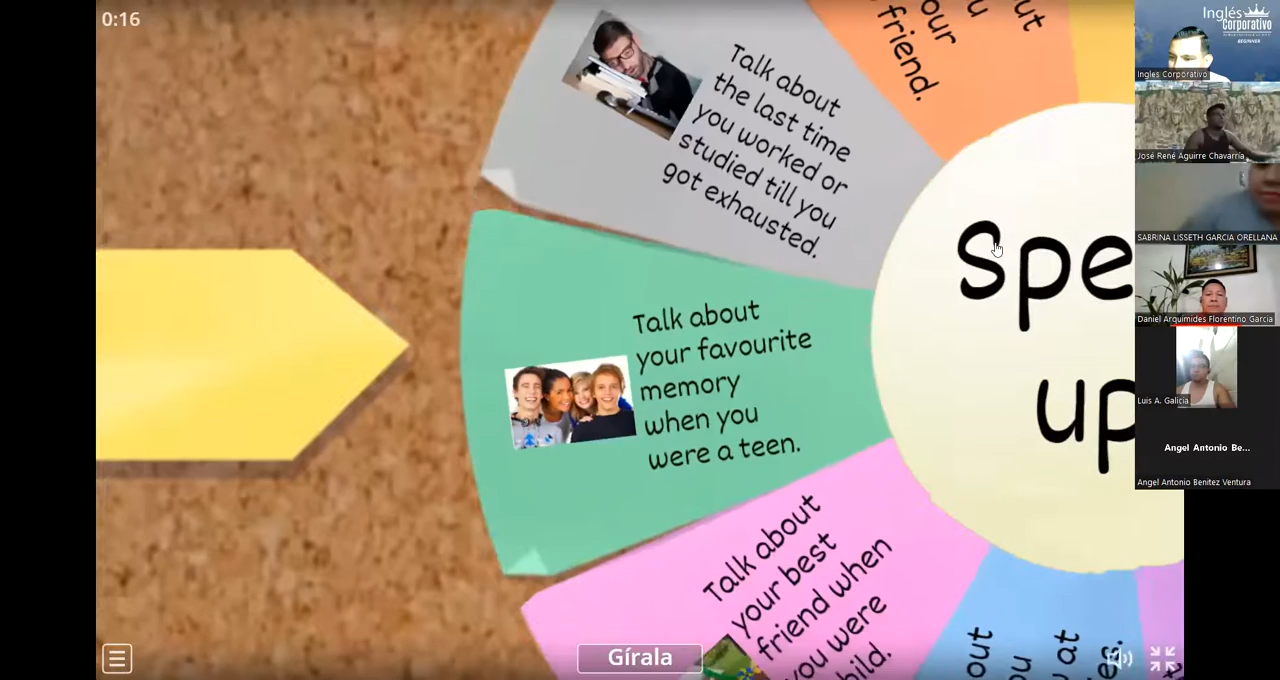 0:16
Talk about
the last time
you worked or
studied till you
got exhausted.
our
friend.
Talk about
your favourite
memory
when you
were a teen.
Talk about
your best
friend when
you were
Spe
up
Gírala
Inglés
Corporativo
BEGINNER
Ingles Corporativo
José René Aguirre Chavarría
SABRINA LISSETH GARCIA ORELLANA
Daniel Arquimides Florentino Garcia
Luis A. Galicia
Angel Antonio Be...
Angel Antonio Benitez Ventura